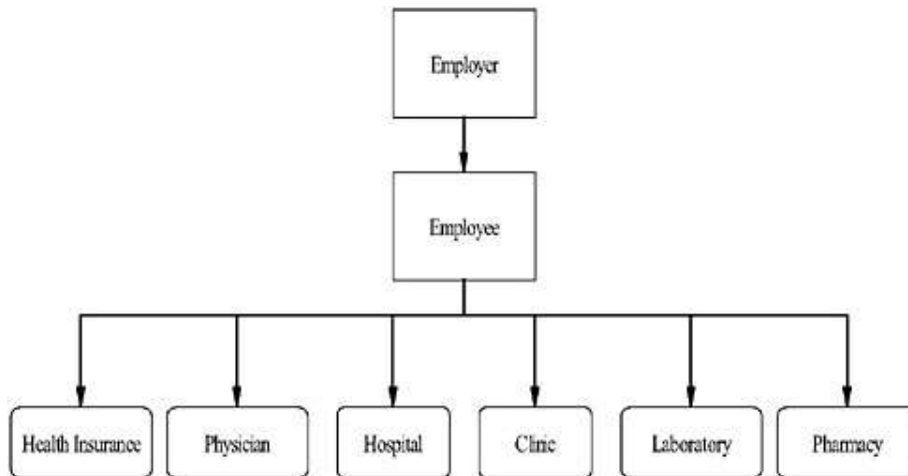 Employer
Employee
Health Insurance
Physician
Hospital
Clinic
Laboratory
Pharmacy